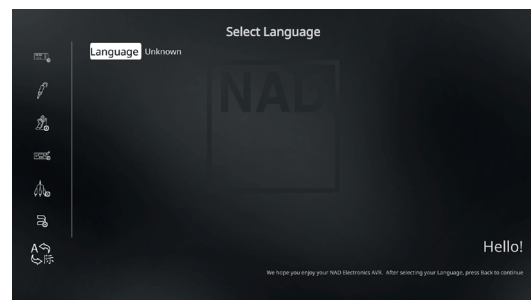 Select Language
Language Unknown
NAD
Hello!
We hope you enjoy your NAD Electronics AVR. After selecting your Language, press Back to continue